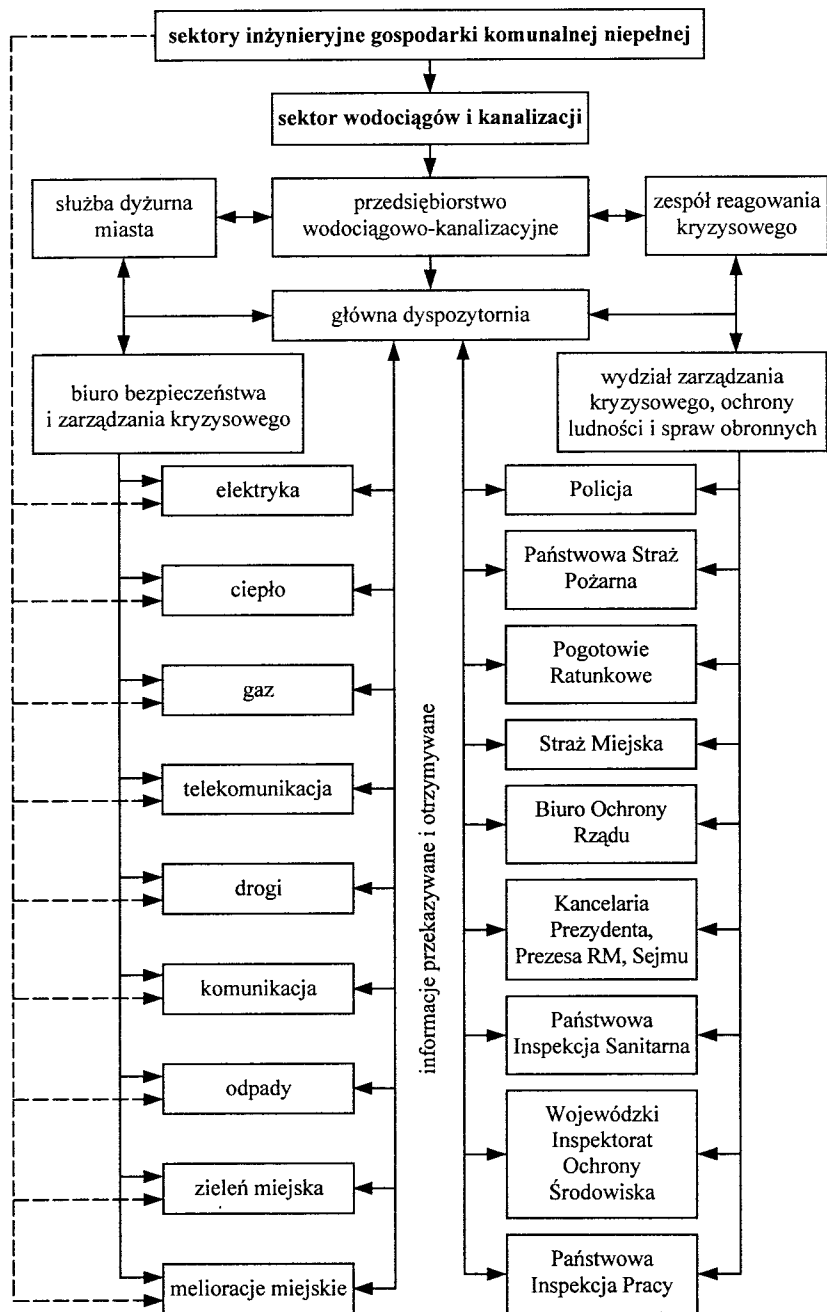 sektory inżynieryjne gospodarki komunalnej niepełnej
sektor wodociągów i kanalizacji
służba dyżurna
miasta
przedsiębiorstwo
wodociągowo-kanalizacyjne
zespół reagowania
kryzysowego
główna dyspozytornia
biuro bezpieczeństwa
i zarządzania kryzysowego
wydział zarządzania
kryzysowego, ochrony
ludności i spraw obronnych
elektryka
ciepło
gaz
telekomunikacja
drogi
komunikacja
odpady
zieleń miejska
melioracje miejskie
informacje przekazywane i otrzymywane
Policja
Państwowa Straż
Pożarna
Pogotowie
Ratunkowe
Straż Miejska
Biuro Ochrony
Rządu
Kancelaria
Prezydenta,
Prezesa RM, Sejmu
Państwowa
Inspekcja Sanitarna
Wojewódzki
Inspektorat
Ochrony
Środowiska
Państwowa
Inspekcja Pracy